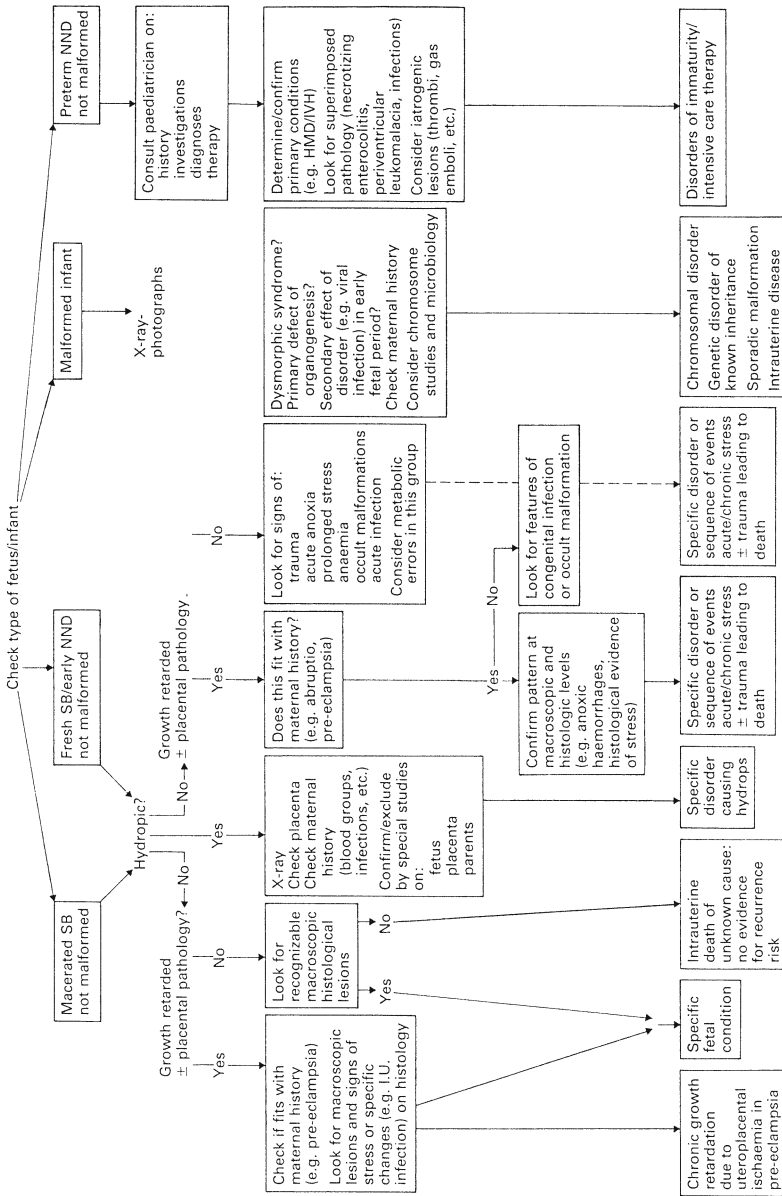 Check type of fetus/infant
Macerated SB
not malformed
Fresh SB/early NND
not malformed
Malformed infant
Preterm NND
not malformed
Hydropic?
No
No
Growth retarded
± placental pathology?
Growth retarded
± placental pathology.
X-ray-
photographs
Consult paediatrician on:
history
investigations
diagnoses
therapy
Yes
No
Yes
Yes
No
Check if fits with
maternal history
(e.g. pre-eclampsia)
Look for macroscopic
lesions and signs of
stress or specific
changes (e.g. I.U.
infection) on histology
Look for
recognizable
macroscopic
histological
lesions
X-ray
Check placenta
Check maternal
history
(blood groups,
infections, etc.)
Confirm/exclude
by special studies
on:
fetus
placenta
parents
Does this fit with
maternal history?
(e.g. abruptio,
pre-eclampsia)
Look for signs of:
trauma
acute anoxia
prolonged stress
anaemia
occult malformations
acute infection
Consider metabolic
errors in this group
Dysmorphic syndrome?
Primary defect of
organogenesis?
Secondary effect of
disorder (e.g. viral
infection) in early
fetal period?
Check maternal history
Consider chromosome
studies and microbiology
Determine/confirm
primary conditions
(e.g. HMD/IVH)
Look for superimposed
pathology (necrotizing
enterocolitis,
periventricular
leukomalacia, infections)
Consider iatrogenic
lesions (thrombi, gas
emboli, etc.)
Yes
No
Yes
No
Confirm pattern at
macroscopic and
histologic levels
(e.g. anoxic
haemorrhages,
histological evidence
of stress)
Look for features of
congenital infection
or occult malformation
Chronic growth
retardation
due to
uteroplacental
ischaemia in
pre-eclampsia
Specific
fetal
condition
Intrauterine
death of
unknown cause:
no evidence
for recurrence
risk
Specific
disorder
causing
hydrops
Specific disorder or
sequence of events
acute/chronic stress
± trauma leading to
death
Specific disorder or
sequence of events
acute/chronic stress
± trauma leading to
death
Chromosomal disorder
Genetic disorder of
known inheritance
Sporadic malformation
Intrauterine disease
Disorders of immaturity/
intensive care therapy